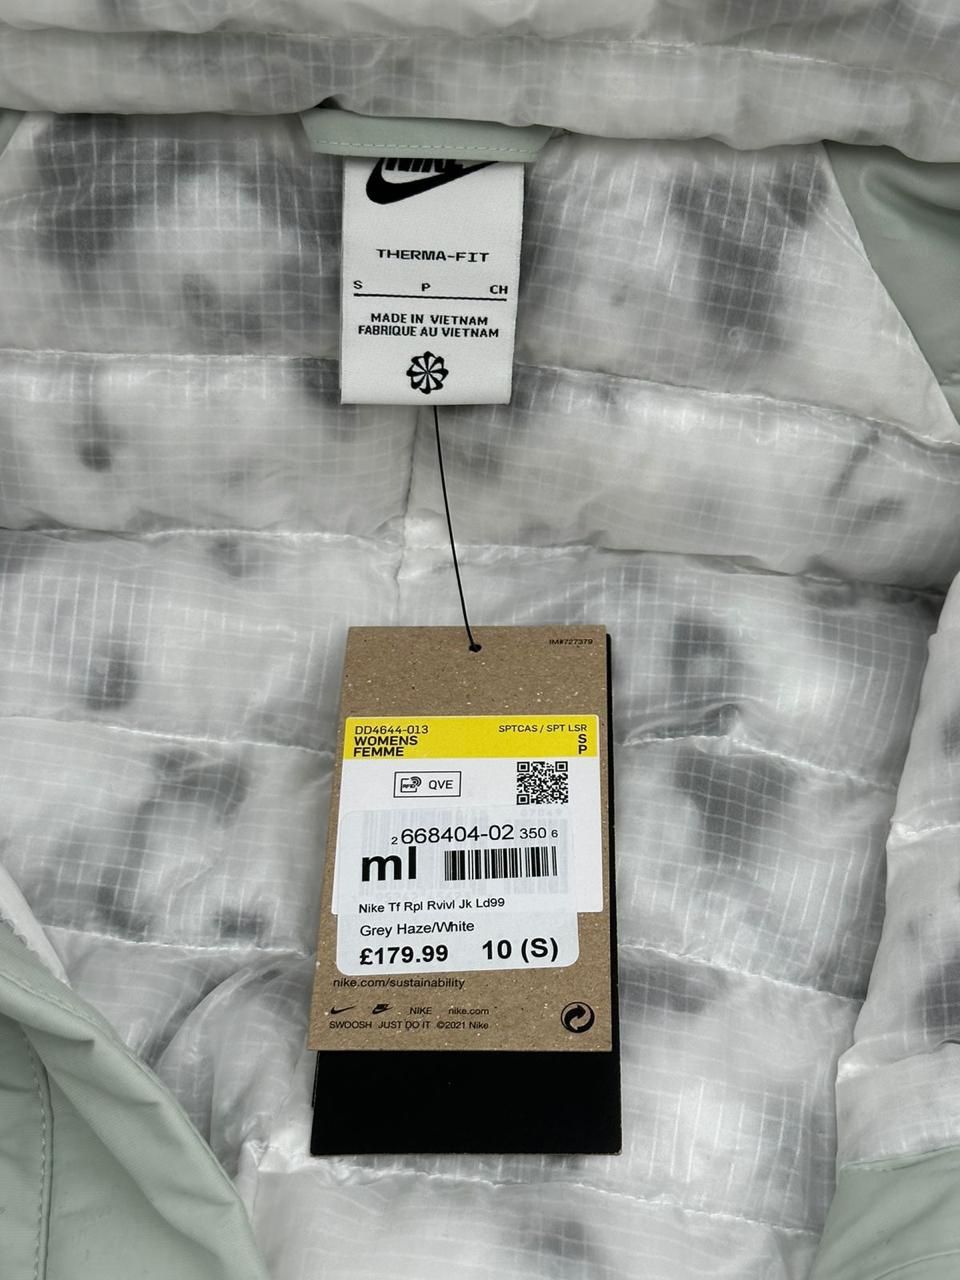 NIKE
THERMA-FIT
S P CH
MADE IN VIETNAM
FABRIQUE AU VIETNAM
IM#727379
DD4644-013 SPTCAS / SPT LSR
WOMENS S
FEMME P
RFID QVE
2 668404-02 350 6
ml
Nike Tf Rpl Rvivl Jk Ld99
Grey Haze/White
£179.99 10 (S)
nike.com/sustainability
NIKE nike.com
SWOOSH JUST DO IT ©2021 Nike